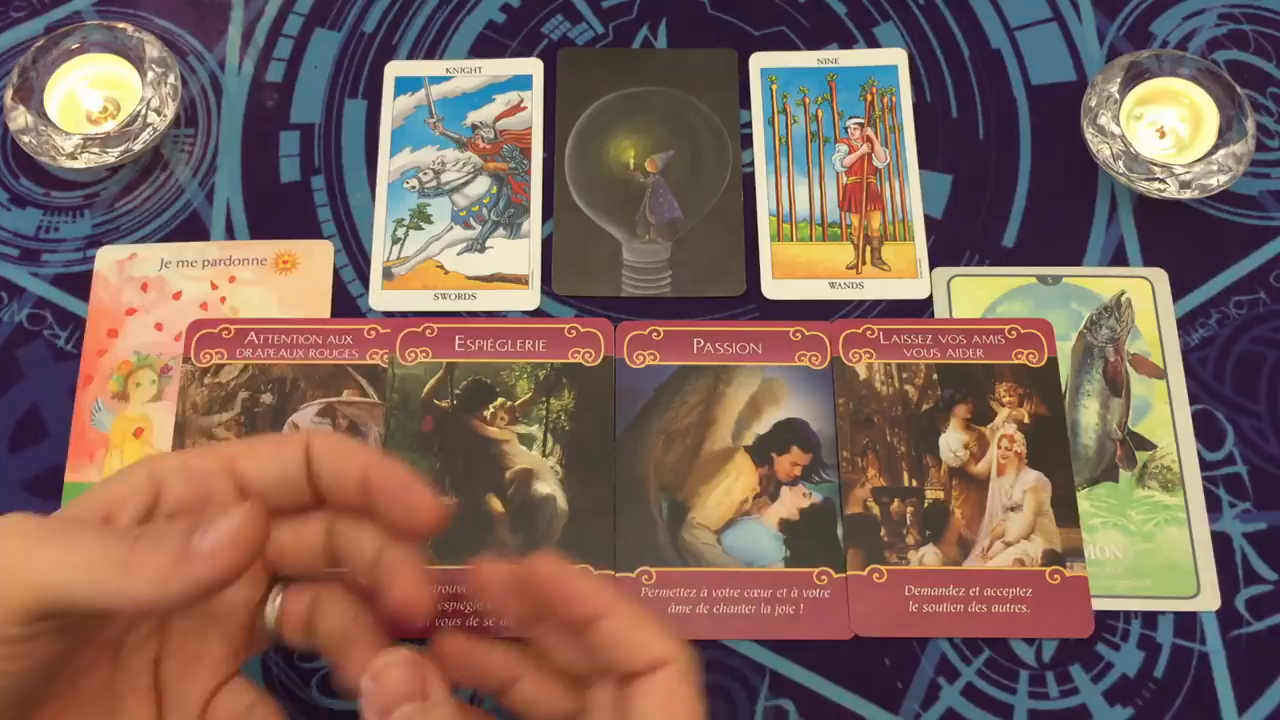 KNIGHT
SWORDS
NINE
WANDS
Je me pardonne
5
ATTENTION AUX
DRAPEAUX ROUGES
ESPIÈGLERIE
PASSION
Permettez à votre cœur et à votre
âme de chanter la joie !
LAISSEZ VOS AMIS
VOUS AIDER
Demandez et acceptez
le soutien des autres.